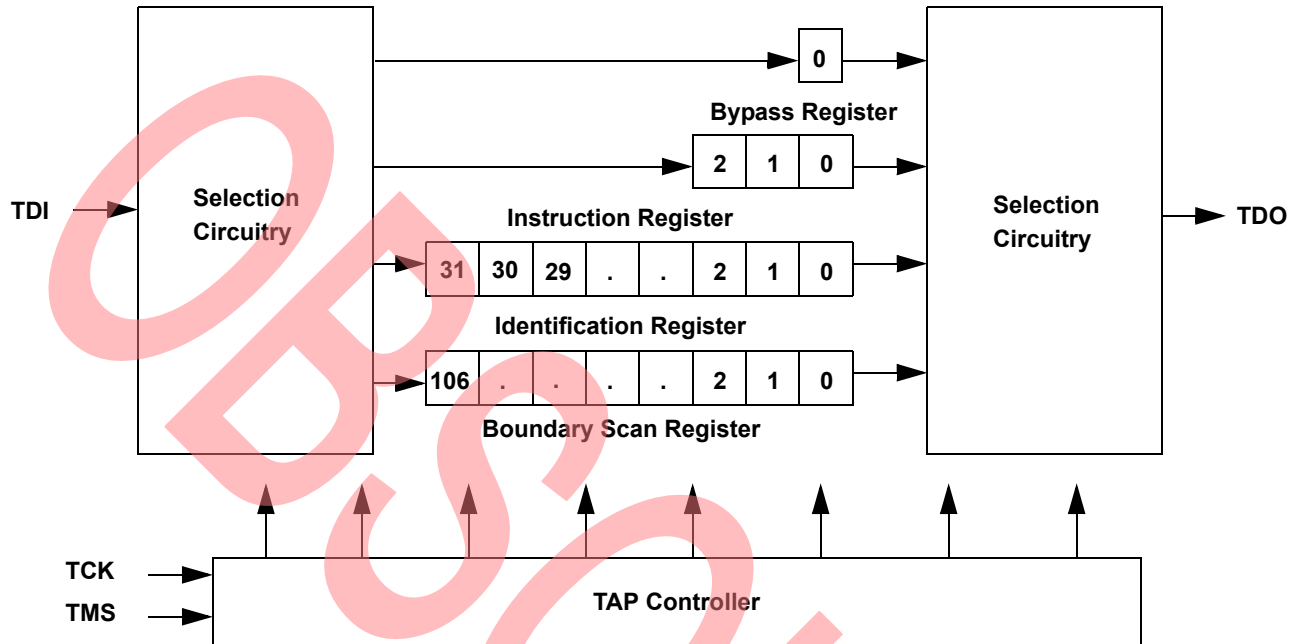 0
Bypass Register
2 1 0
Selection
Circuitry
Selection
Circuitry
TDI
TDO
Instruction Register
31 30 29 . . 2 1 0
Identification Register
106 . . . . 2 1 0
Boundary Scan Register
TCK
TMS
TAP Controller